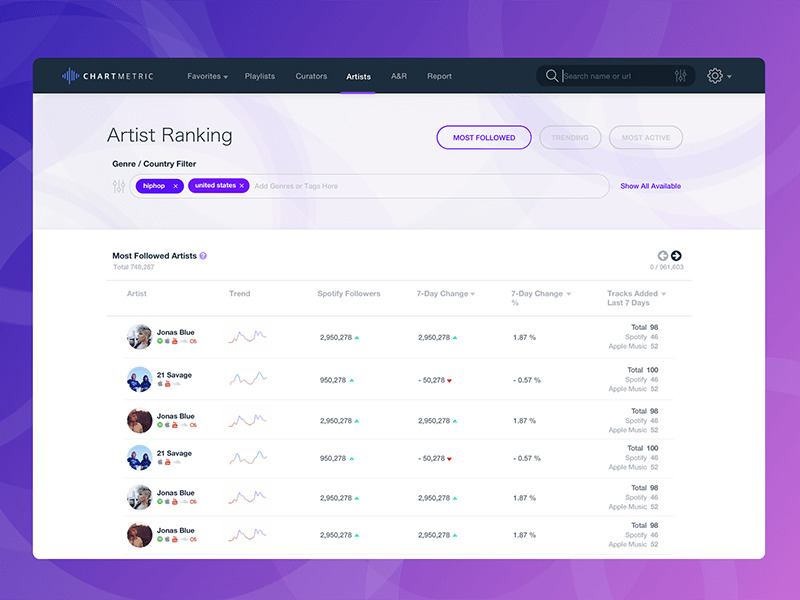 CHARTMETRIC Favorites Playlists Curators Artists A&R Report Search name or url
Artist Ranking MOST FOLLOWED TRENDING MOST ACTIVE
Genre / Country Filter
hiphop × united states × Add Genres or Tags Here Show All Available
Most Followed Artists ?
Total 748,287 0 / 961,603
Artist Trend Spotify Followers 7-Day Change 7-Day Change % Tracks Added Last 7 Days
Jonas Blue 2,950,278 2,950,278 1.87 % Total 98
Spotify 46
Apple Music 52
21 Savage 950,278 - 50,278 - 0.57 % Total 100
Spotify 46
Apple Music 52
Jonas Blue 2,950,278 2,950,278 1.87 % Total 98
Spotify 46
Apple Music 52
21 Savage 950,278 - 50,278 - 0.57 % Total 100
Spotify 46
Apple Music 52
Jonas Blue 2,950,278 2,950,278 1.87 % Total 98
Spotify 46
Apple Music 52
Jonas Blue 2,950,278 2,950,278 1.87 % Total 98
Spotify 46
Apple Music 52